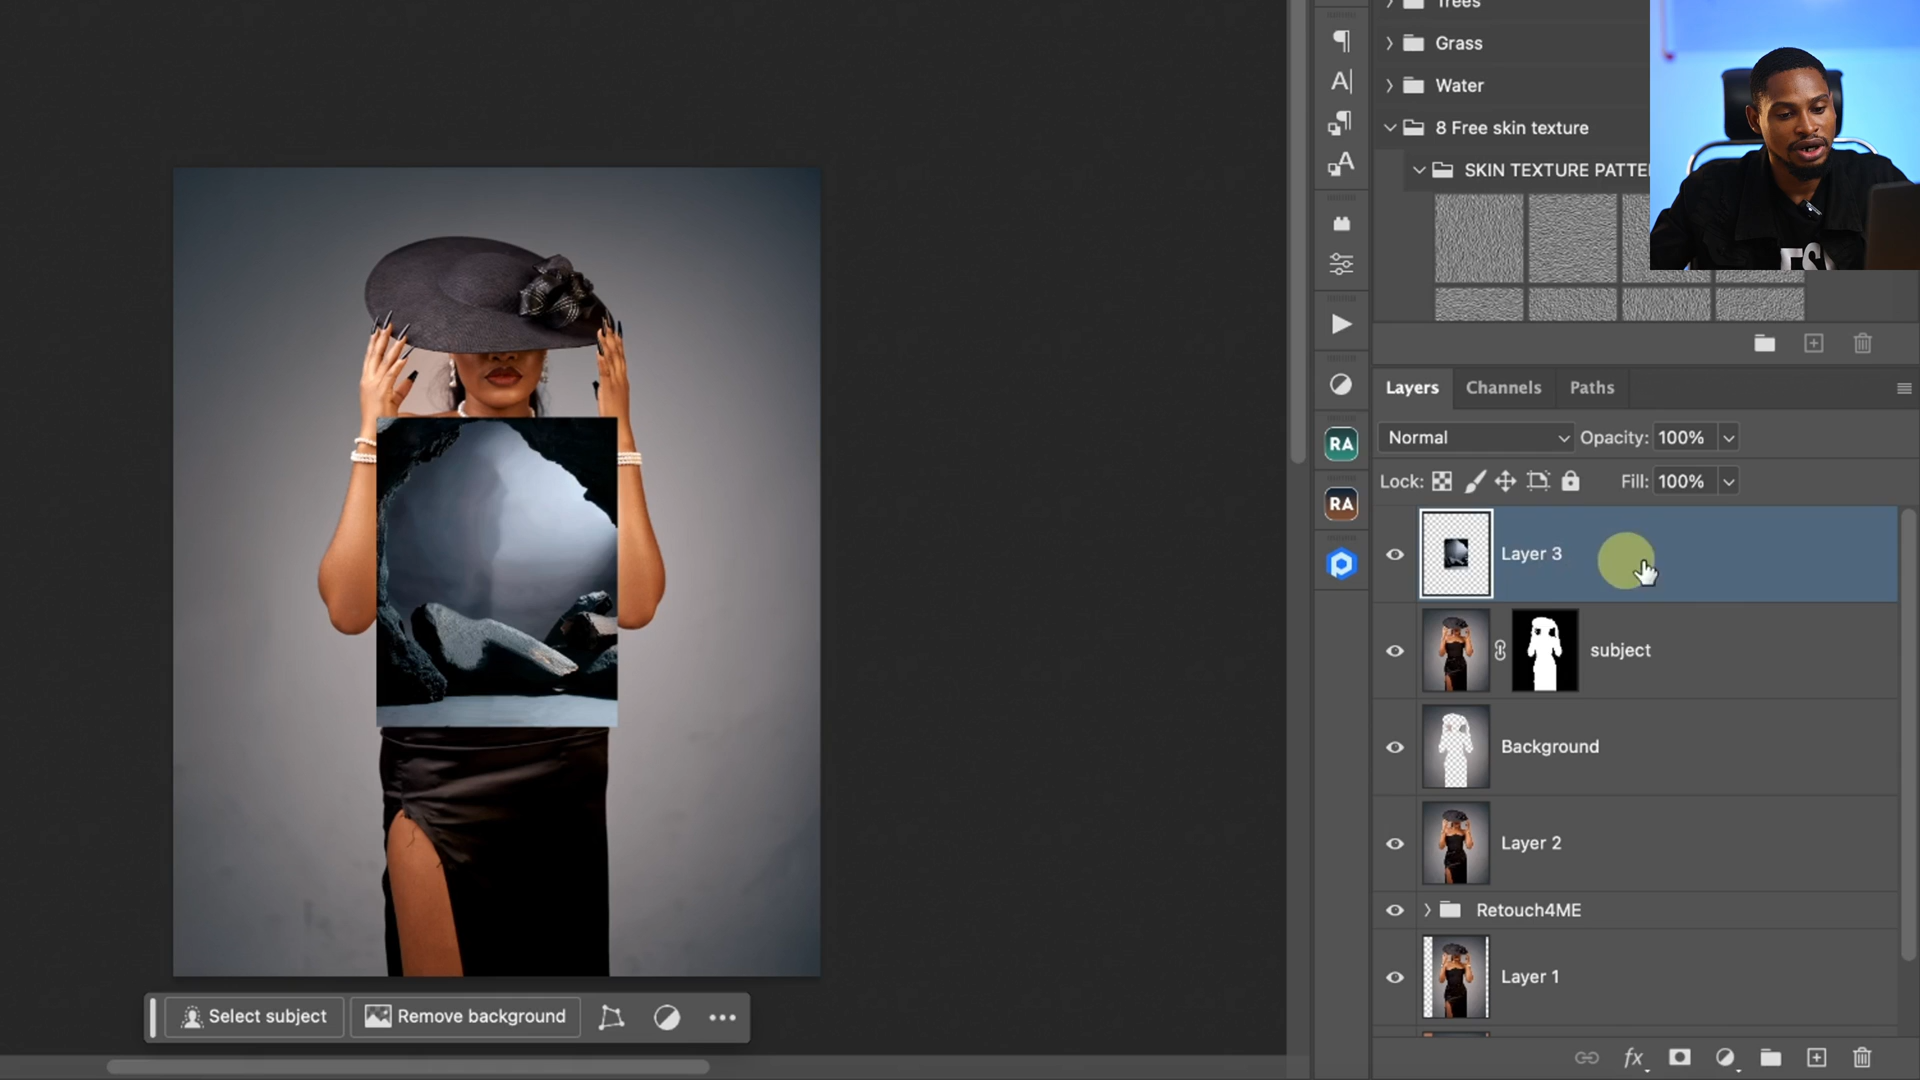 Trees
Grass
Water
8 Free skin texture
SKIN TEXTURE PATTE
RA
RA
Layers
Channels
Paths
Normal
Opacity:
100%
Lock:
Fill:
100%
Layer 3
subject
Background
Layer 2
Retouch4ME
Layer 1
Select subject
Remove background
fx